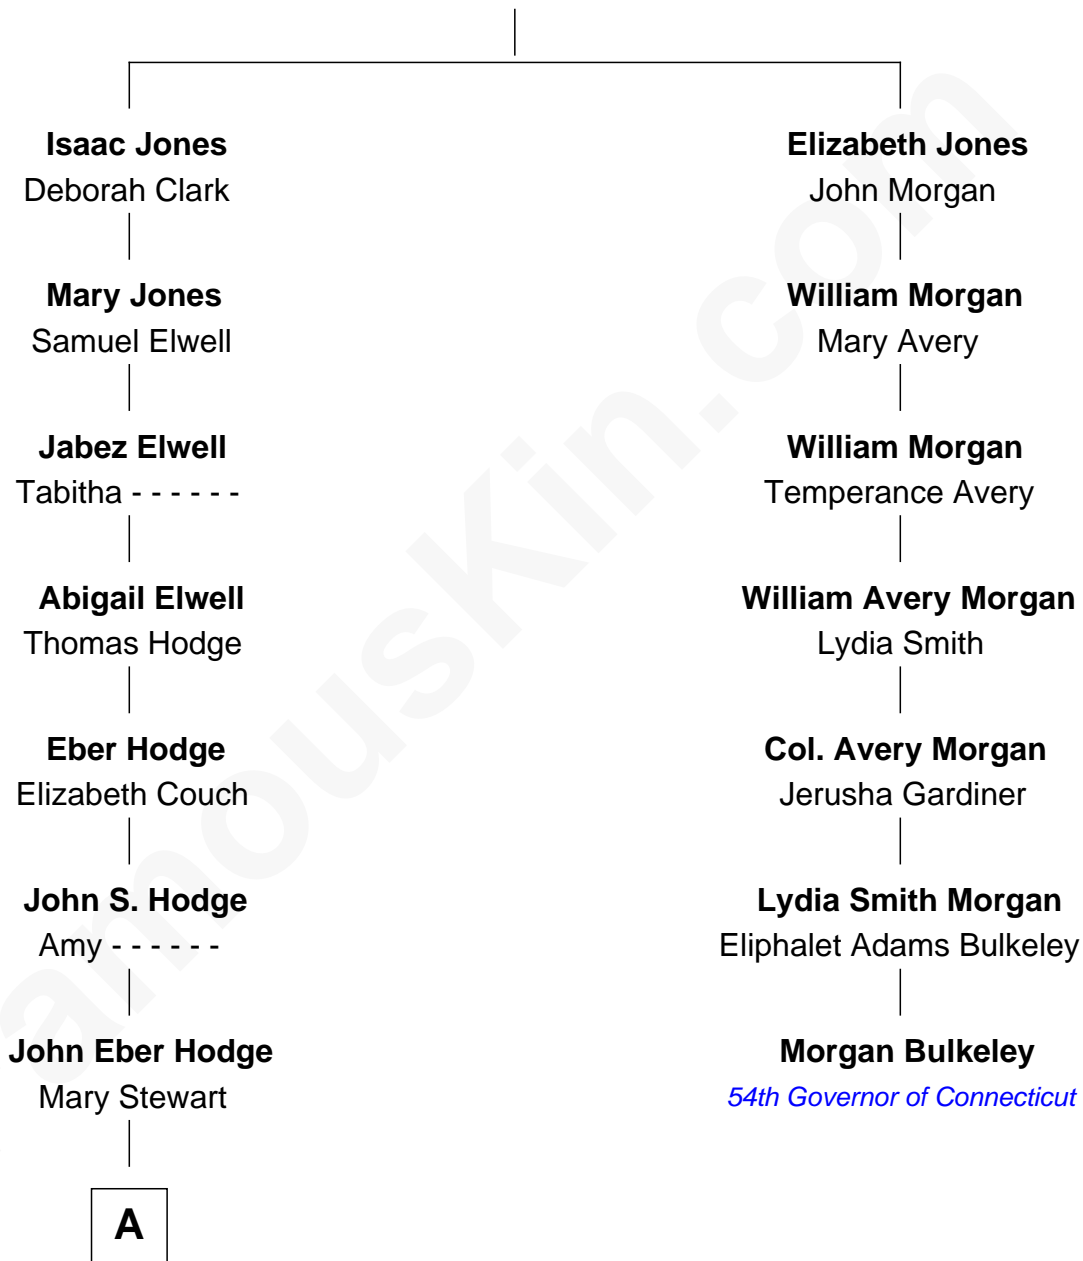 Isaac Jones
Deborah Clark
Mary Jones
Samuel Elwell
Jabez Elwell
Tabitha - - - - - -
Abigail Elwell
Thomas Hodge
Eber Hodge
Elizabeth Couch
John S. Hodge
Amy - - - - - -
John Eber Hodge
Mary Stewart
A
Elizabeth Jones
John Morgan
William Morgan
Mary Avery
William Morgan
Temperance Avery
William Avery Morgan
Lydia Smith
Col. Avery Morgan
Jerusha Gardiner
Lydia Smith Morgan
Eliphalet Adams Bulkeley
Morgan Bulkeley
54th Governor of Connecticut
amouskin.com